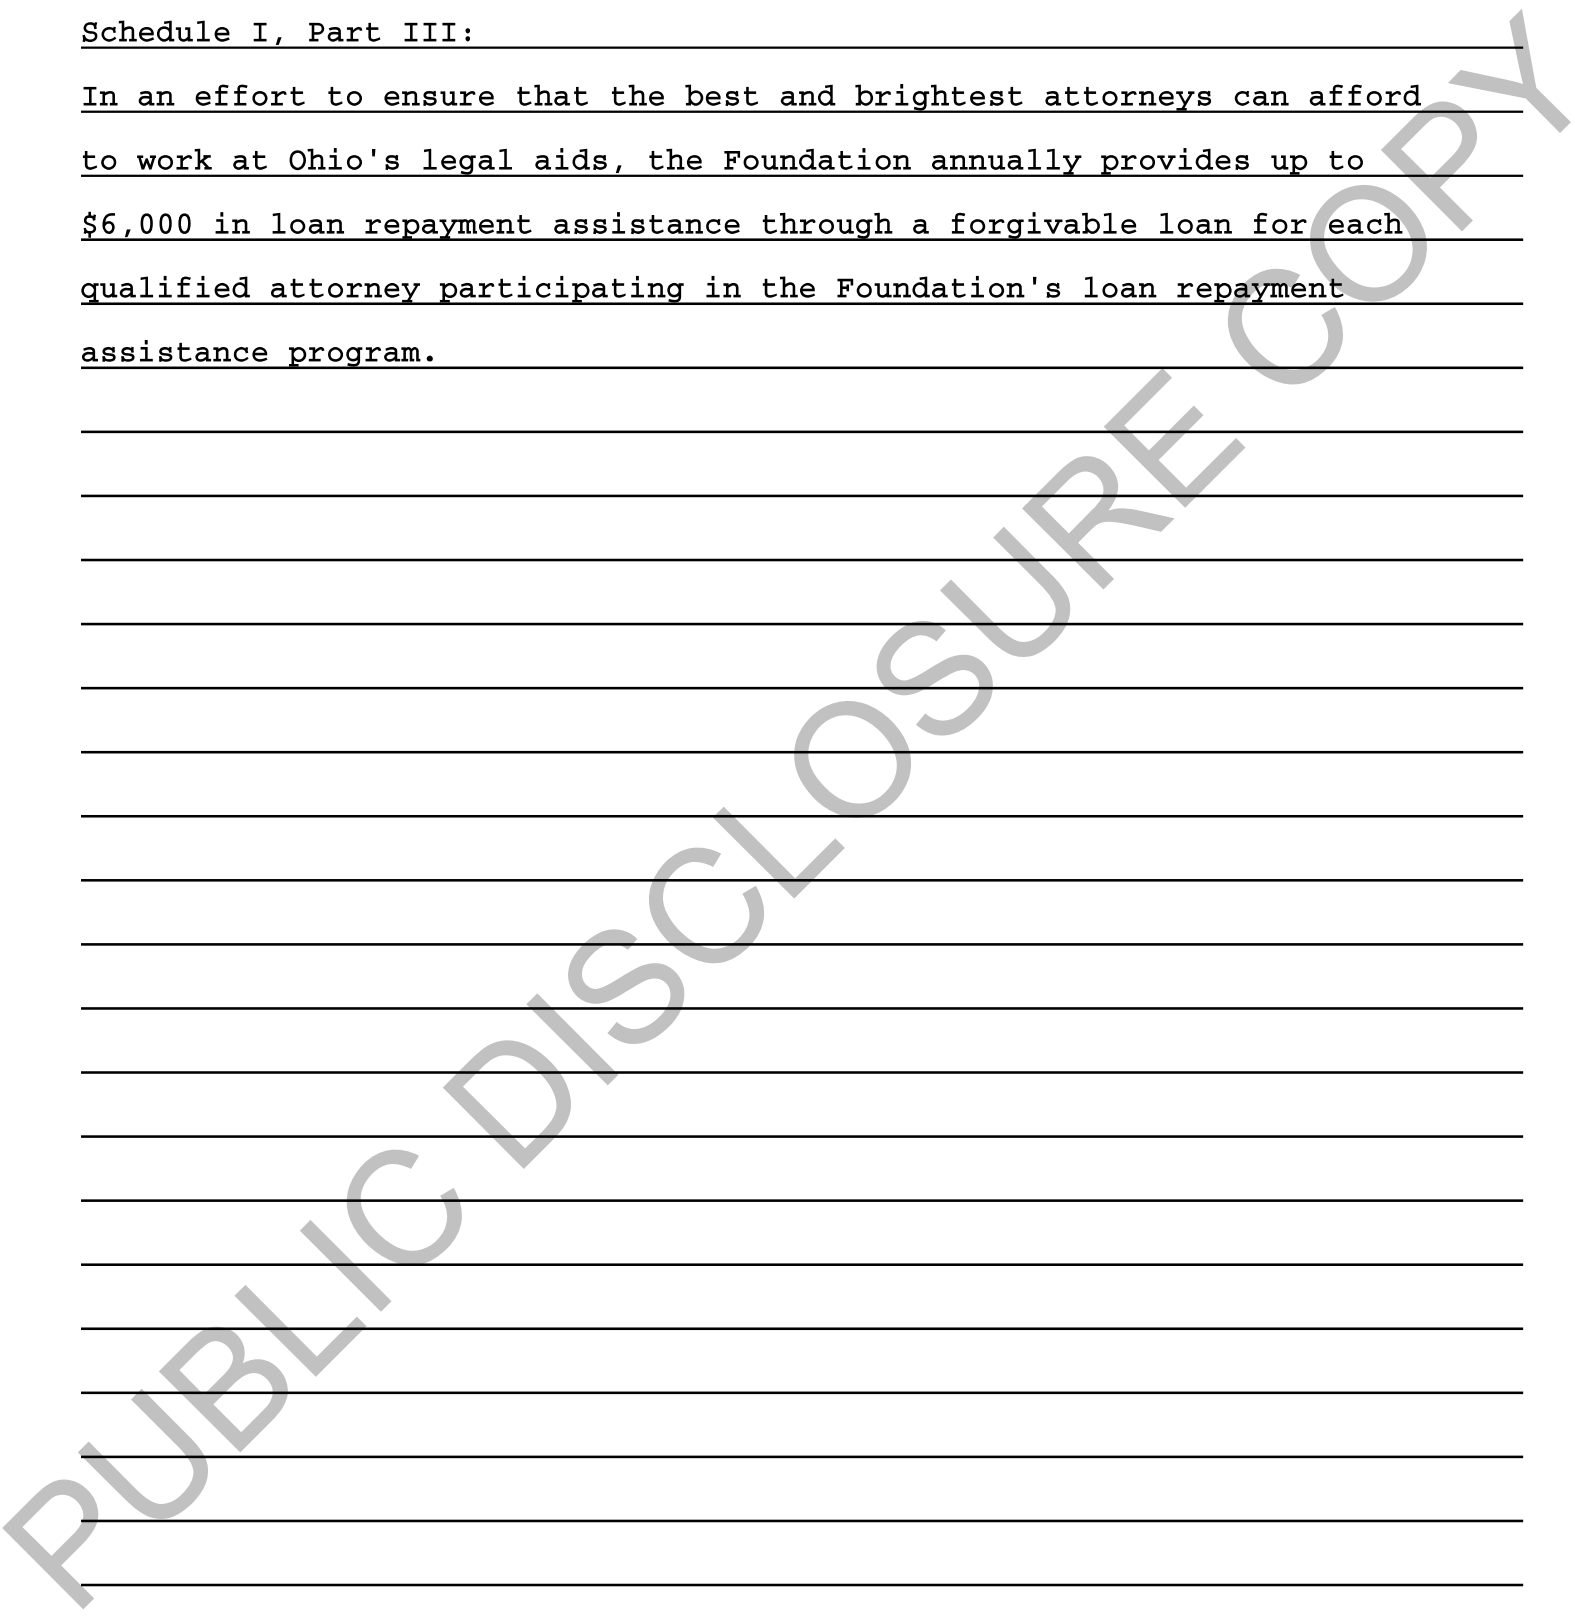 Schedule I, Part III:
In an effort to ensure that the best and brightest attorneys can afford
to work at Ohio's legal aids, the Foundation annually provides up to
$6,000 in loan repayment assistance through a forgivable loan for each
qualified attorney participating in the Foundation's loan repayment
assistance program.
PUBLIC DISCLOSURE COPY